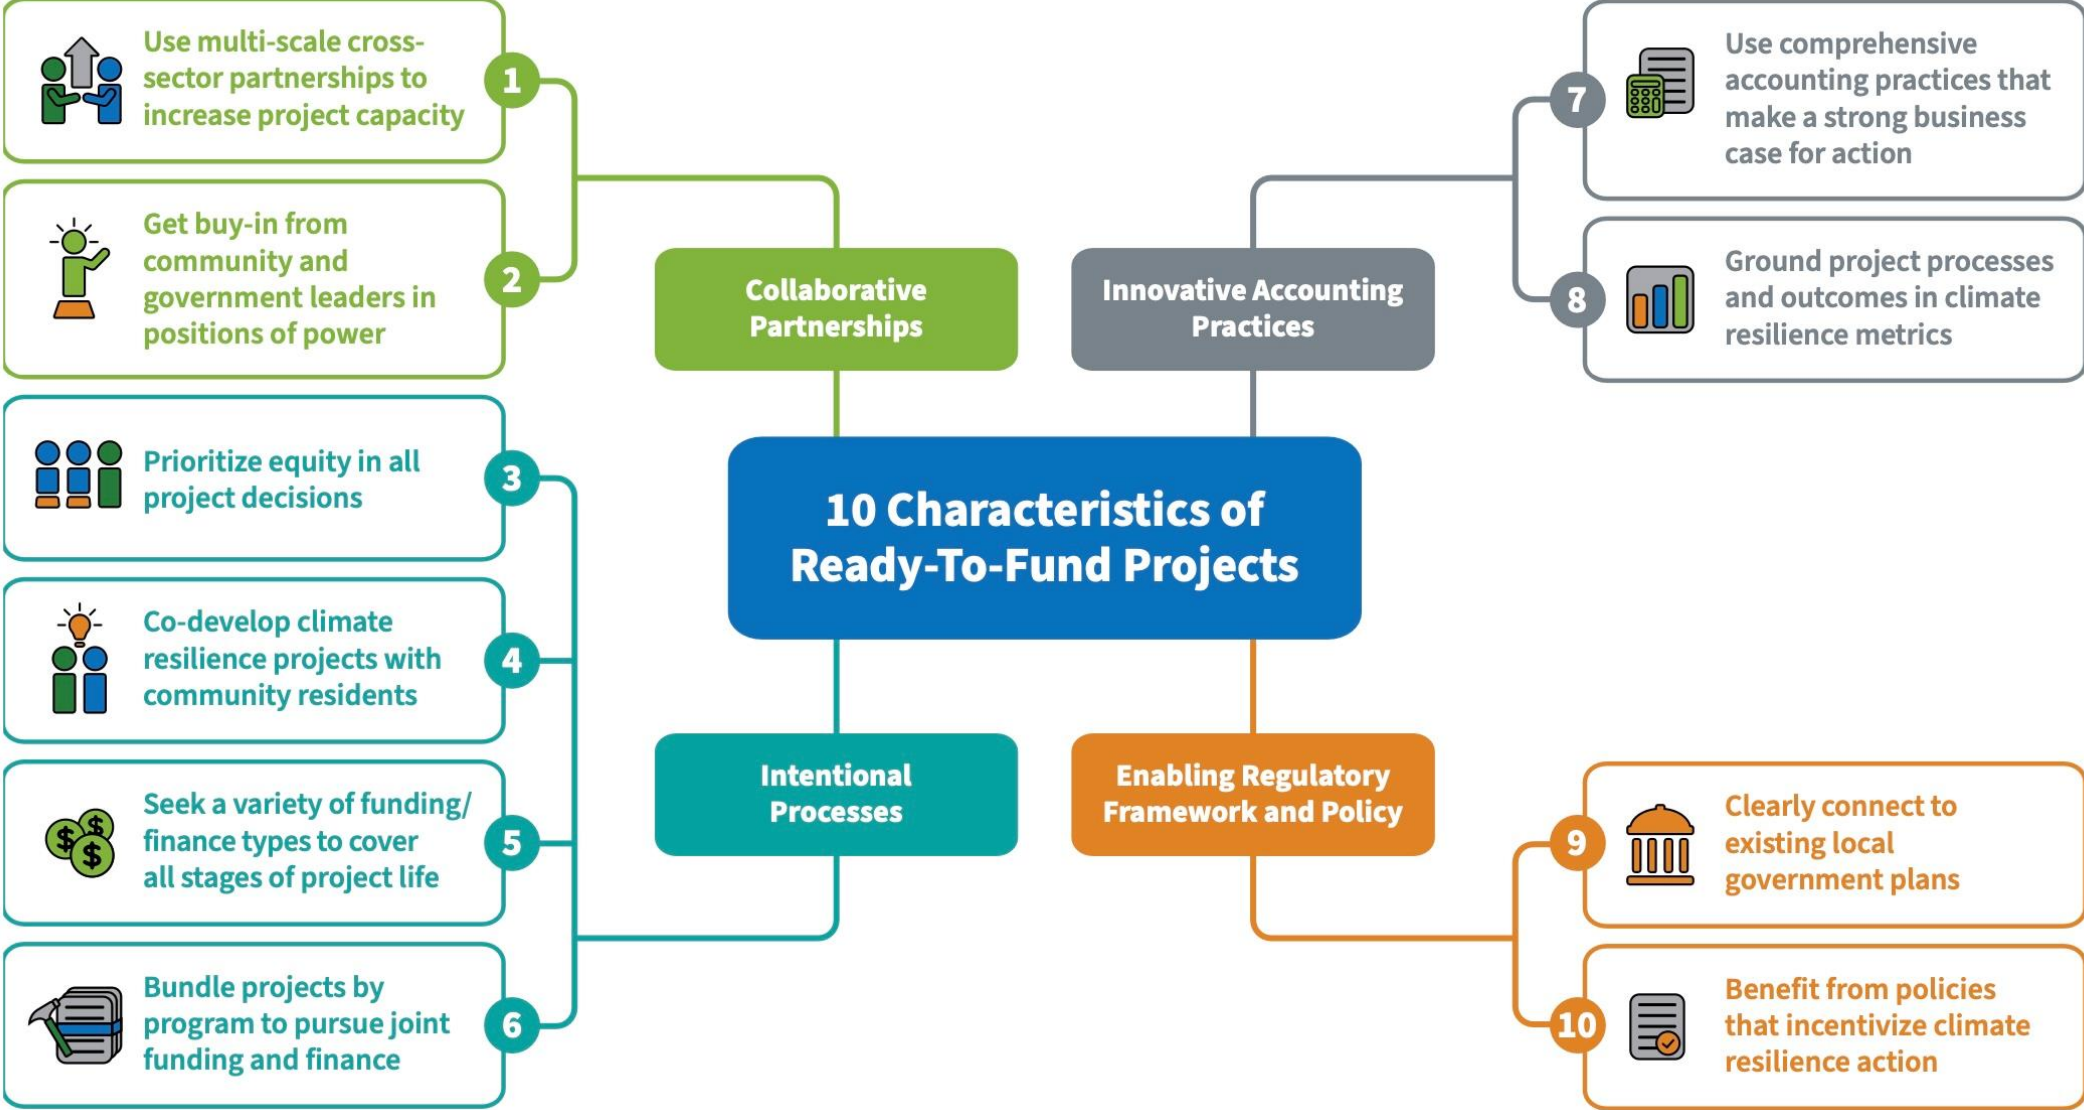 Use multi-scale cross-
sector partnerships to
increase project capacity
1
Get buy-in from
community and
government leaders in
positions of power
2
Prioritize equity in all
project decisions
3
Co-develop climate
resilience projects with
community residents
4
Seek a variety of funding/
finance types to cover
all stages of project life
5
Bundle projects by
program to pursue joint
funding and finance
6
Collaborative
Partnerships
Innovative Accounting
Practices
10 Characteristics of
Ready-To-Fund Projects
Intentional
Processes
Enabling Regulatory
Framework and Policy
7
Use comprehensive
accounting practices that
make a strong business
case for action
8
Ground project processes
and outcomes in climate
resilience metrics
9
Clearly connect to
existing local
government plans
10
Benefit from policies
that incentivize climate
resilience action
$
$
$